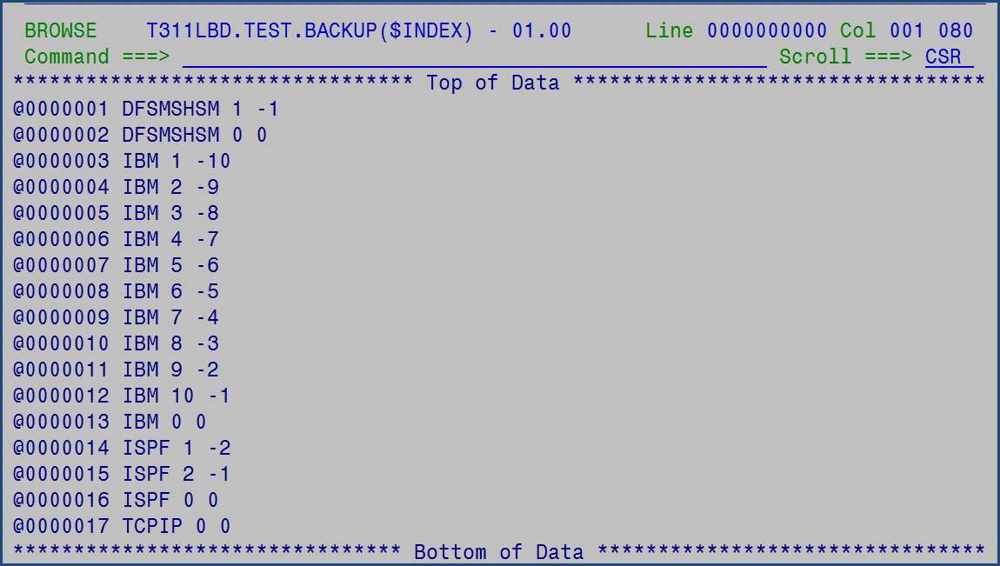 BROWSE    T311LBD.TEST.BACKUP($INDEX) - 01.00      Line 0000000000 Col 001 080
Command ===>                                                  Scroll ===> CSR
********************************* Top of Data **********************************
@0000001 DFSMSHSM 1 -1
@0000002 DFSMSHSM 0 0
@0000003 IBM 1 -10
@0000004 IBM 2 -9
@0000005 IBM 3 -8
@0000006 IBM 4 -7
@0000007 IBM 5 -6
@0000008 IBM 6 -5
@0000009 IBM 7 -4
@0000010 IBM 8 -3
@0000011 IBM 9 -2
@0000012 IBM 10 -1
@0000013 IBM 0 0
@0000014 ISPF 1 -2
@0000015 ISPF 2 -1
@0000016 ISPF 0 0
@0000017 TCPIP 0 0
******************************** Bottom of Data ********************************